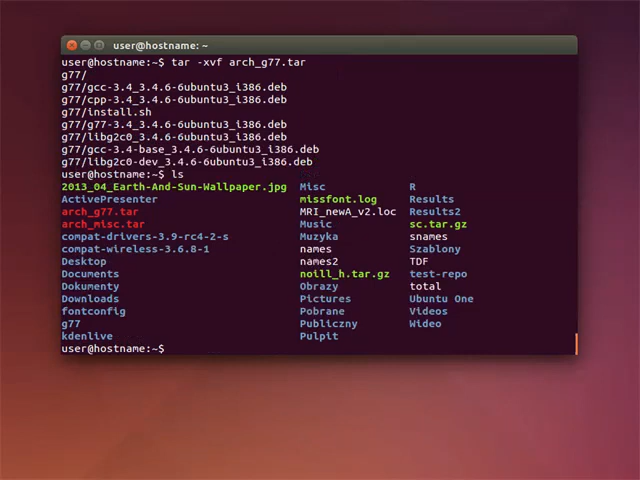 user@hostname: ~
user@hostname:~$ tar -xvf arch_g77.tar
g77/
g77/gcc-3.4_3.4.6-6ubuntu3_i386.deb
g77/cpp-3.4_3.4.6-6ubuntu3_i386.deb
g77/install.sh
g77/g77-3.4_3.4.6-6ubuntu3_i386.deb
g77/libg2c0_3.4.6-6ubuntu3_i386.deb
g77/gcc-3.4-base_3.4.6-6ubuntu3_i386.deb
g77/libg2c0-dev_3.4.6-6ubuntu3_i386.deb
user@hostname:~$ ls
2013_04_Earth-And-Sun-Wallpaper.jpg Misc R
ActivePresenter missfont.log Results
arch_g77.tar MRI_newA_v2.loc Results2
arch_misc.tar Music sc.tar.gz
compat-drivers-3.9-rc4-2-s Muzyka snames
compat-wireless-3.6.8-1 names Szablony
Desktop names2 TDF
Documents noill_h.tar.gz test-repo
Dokumenty Obrazy total
Downloads Pictures Ubuntu One
fontconfig Pobrane Videos
g77 Publiczny Wideo
kdenlive Pulpit
user@hostname:~$